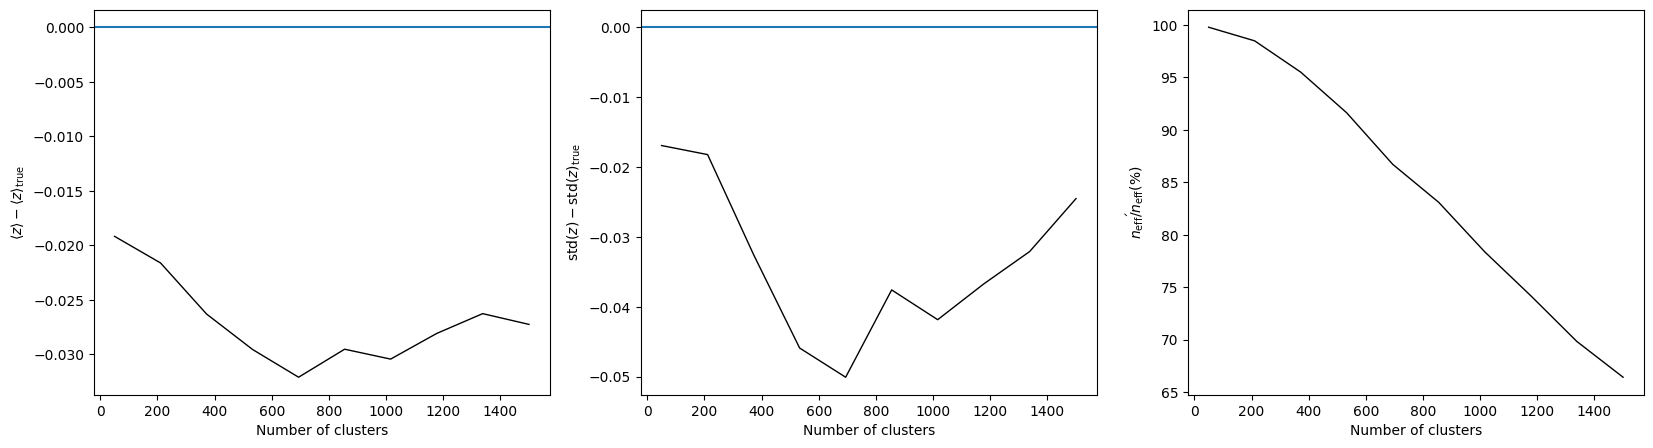 0.000
−0.005
−0.010
−0.015
−0.020
−0.025
−0.030
⟨z⟩ − ⟨z⟩true
0 200 400 600 800 1000 1200 1400
Number of clusters
0.00
−0.01
−0.02
−0.03
−0.04
−0.05
std(z) − std(z)true
0 200 400 600 800 1000 1200 1400
Number of clusters
100
95
90
85
80
75
70
65
n′eff/neff(%)
0 200 400 600 800 1000 1200 1400
Number of clusters